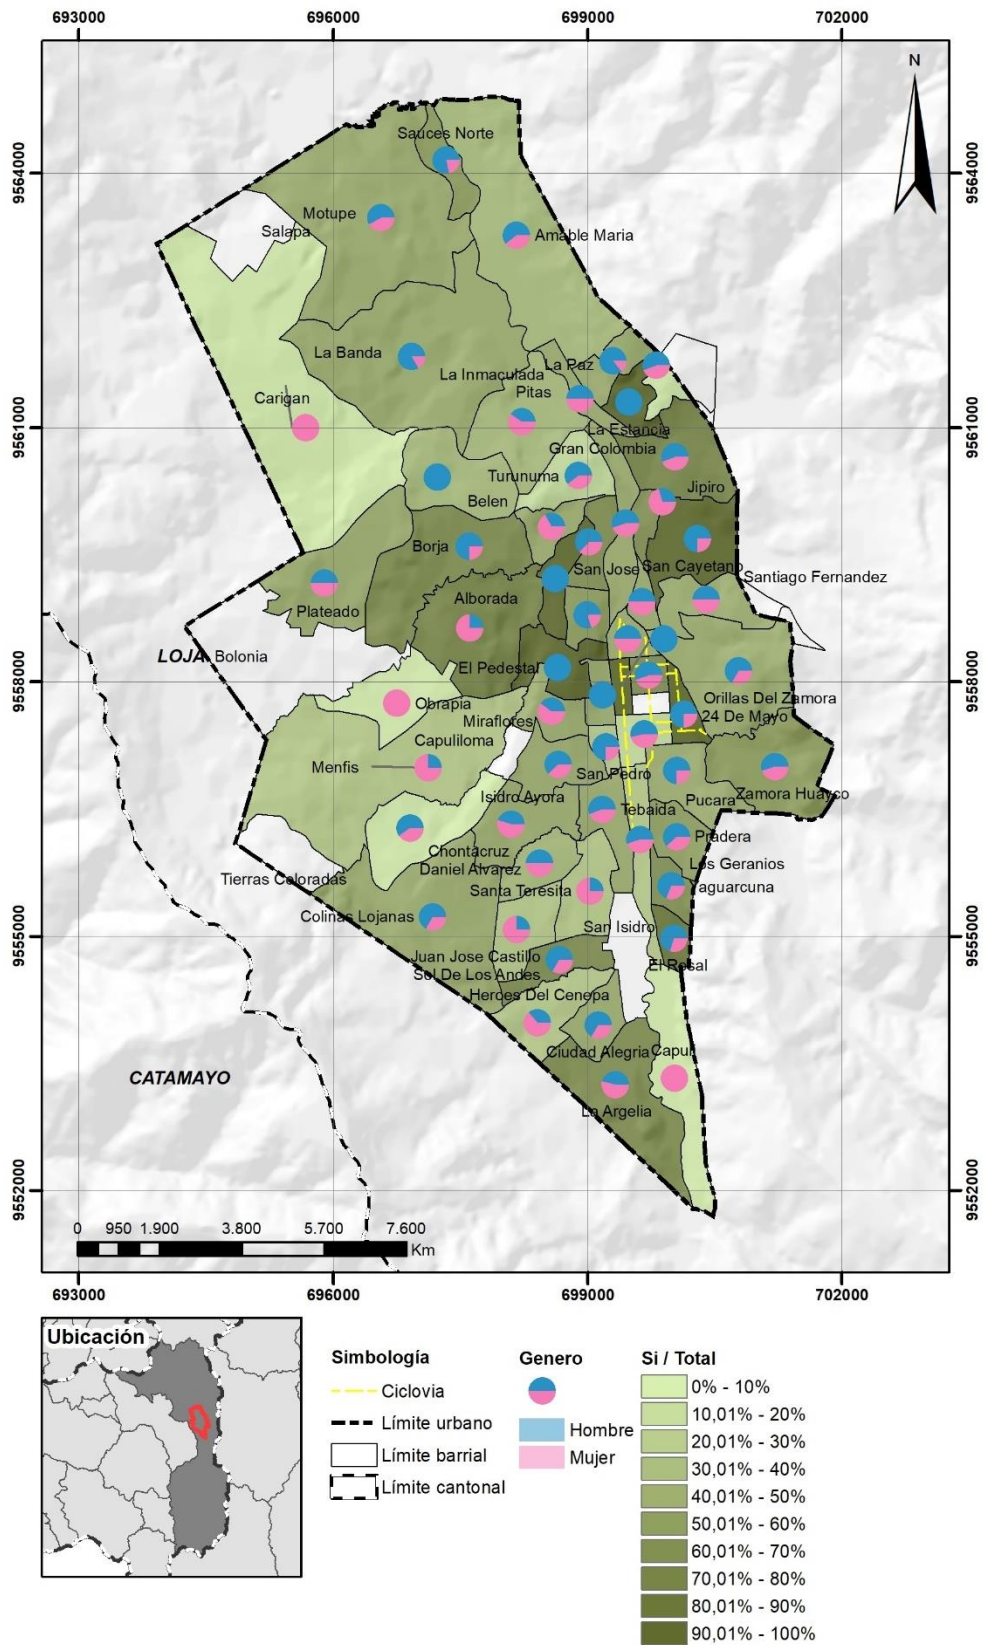 693000 696000 699000 702000
N
9564000 9564000
Sauces Norte
Motupe
Salapa
Amable Maria
La Banda
La Paz
La Inmaculada
Pitas
Carigan
9561000 9561000
La Estancia
Gran Colombia
Turunuma
Jipiro
Belen
Borja
San Jose
San Cayetano
Santiago Fernandez
Alborada
Plateado
LOJA Bolonia
El Pedestal
9558000 9558000
Obrapia
Orillas Del Zamora
Miraflores
24 De Mayo
Capuliloma
Menfis
San Pedro
Isidro Ayora
Zamora Huayco
Pucara
Tebaida
Pradera
Chontacruz
Daniel Alvarez
Los Geranios
Tierras Coloradas
Santa Teresita
aguarcuna
Colinas Lojanas
San Isidro
9555000 9555000
Juan Jose Castillo
El Rosal
Sol De Los Andes
Heroes Del Cenepa
Ciudad Alegria
Capuli
CATAMAYO
La Argelia
9552000 9552000
0 950 1.900 3.800 5.700 7.600
Km
693000 696000 699000 702000
Ubicación
Simbología
Ciclovia
Límite urbano
Límite barrial
Límite cantonal
Genero
Hombre
Mujer
Si / Total
0% - 10%
10,01% - 20%
20,01% - 30%
30,01% - 40%
40,01% - 50%
50,01% - 60%
60,01% - 70%
70,01% - 80%
80,01% - 90%
90,01% - 100%